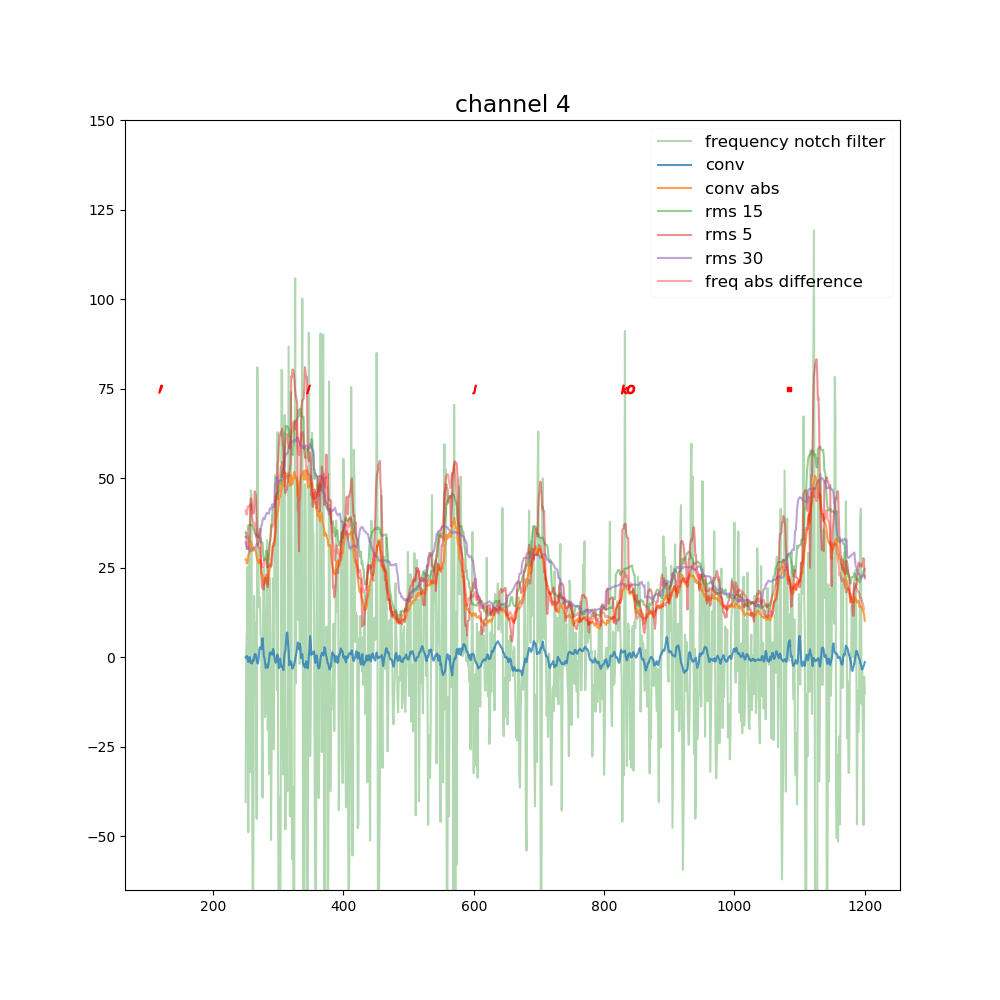 channel 4
150
125
100
75
50
25
0
−25
−50
200
400
600
800
1000
1200
frequency notch filter
conv
conv abs
rms 15
rms 5
rms 30
freq abs difference